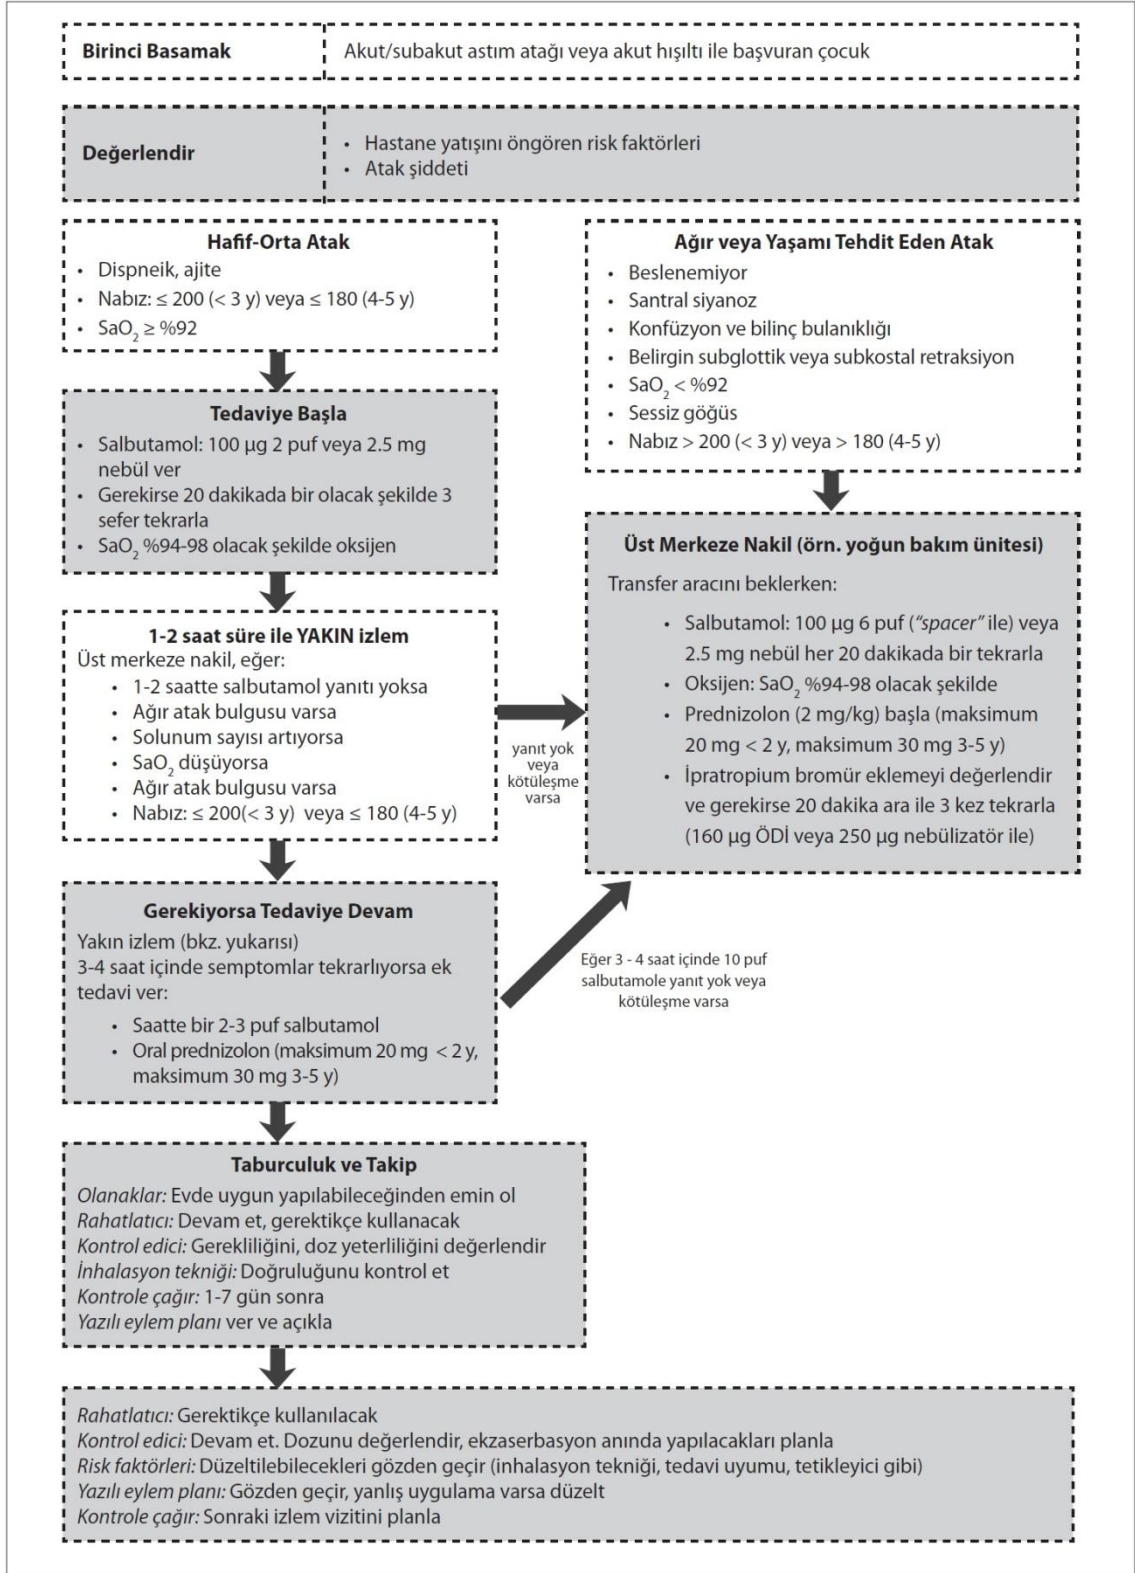 Birinci Basamak
Akut/subakut astım atağı veya akut hışıltı ile başvuran çocuk
Değerlendir
• Hastane yatışını öngören risk faktörleri
• Atak şiddeti
Hafif-Orta Atak
• Dispneik, ajite
• Nabız: ≤ 200 (< 3 y) veya ≤ 180 (4-5 y)
• SaO₂ ≥ %92
Ağır veya Yaşamı Tehdit Eden Atak
• Beslenemiyor
• Santral siyanoz
• Konfüzyon ve bilinç bulanıklığı
• Belirgin subglottik veya subkostal retraksiyon
• SaO₂ < %92
• Sessiz göğüs
• Nabız > 200 (< 3 y) veya > 180 (4-5 y)
Tedaviye Başla
• Salbutamol: 100 µg 2 puf veya 2.5 mg
nebül ver
• Gerekirse 20 dakikada bir olacak şekilde 3
sefer tekrarla
• SaO₂ %94-98 olacak şekilde oksijen
Üst Merkeze Nakil (örn. yoğun bakım ünitesi)
Transfer aracını beklerken:
• Salbutamol: 100 µg 6 puf ("spacer" ile) veya
2.5 mg nebül her 20 dakikada bir tekrarla
• Oksijen: SaO₂ %94-98 olacak şekilde
• Prednizolon (2 mg/kg) başla (maksimum
20 mg < 2 y, maksimum 30 mg 3-5 y)
• İpratropium bromür eklemeyi değerlendir
ve gerekirse 20 dakika ara ile 3 kez tekrarla
(160 µg ÖDİ veya 250 µg nebülizatör ile)
1-2 saat süre ile YAKIN izlem
Üst merkeze nakil, eğer:
• 1-2 saatte salbutamol yanıtı yoksa
• Ağır atak bulgusu varsa
• Solunum sayısı artıyorsa
• SaO₂ düşüyorsa
• Ağır atak bulgusu varsa
• Nabız: ≤ 200(< 3 y) veya ≤ 180 (4-5 y)
yanıt yok
veya
kötüleşme
varsa
Gerekiyorsa Tedaviye Devam
Yakın izlem (bkz. yukarısı)
3-4 saat içinde semptomlar tekrarlıyorsa ek
tedavi ver:
• Saatte bir 2-3 puf salbutamol
• Oral prednizolon (maksimum 20 mg < 2 y,
maksimum 30 mg 3-5 y)
Eğer 3 - 4 saat içinde 10 puf
salbutamole yanıt yok veya
kötüleşme varsa
Taburculuk ve Takip
Olanaklar: Evde uygun yapılabileceğinden emin ol
Rahatlatıcı: Devam et, gerektikçe kullanacak
Kontrol edici: Gerekliliğini, doz yeterliliğini değerlendir
İnhalasyon tekniği: Doğruluğunu kontrol et
Kontrole çağır: 1-7 gün sonra
Yazılı eylem planı ver ve açıkla
Rahatlatıcı: Gerektikçe kullanılacak
Kontrol edici: Devam et. Dozunu değerlendir, ekzaserbasyon anında yapılacakları planla
Risk faktörleri: Düzeltilebilecekleri gözden geçir (inhalasyon tekniği, tedavi uyumu, tetikleyici gibi)
Yazılı eylem planı: Gözden geçir, yanlış uygulama varsa düzelt
Kontrole çağır: Sonraki izlem vizitini planla